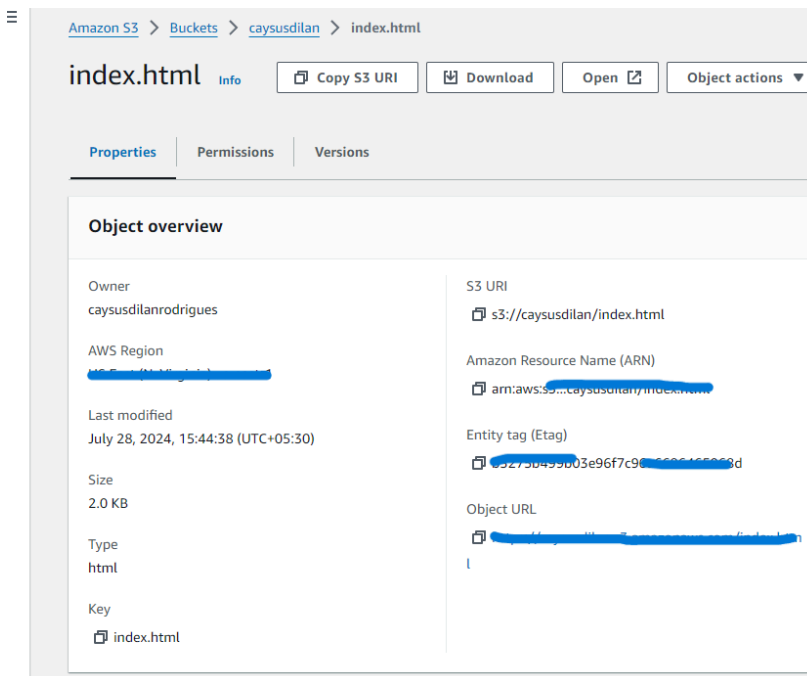 Amazon S3 > Buckets > caysusdilan > index.html
index.html Info Copy S3 URI Download Open Object actions
Properties Permissions Versions
Object overview
Owner
caysusdilanrodrigues
AWS Region
Last modified
July 28, 2024, 15:44:38 (UTC+05:30)
Size
2.0 KB
Type
html
Key
index.html
S3 URI
s3://caysusdilan/index.html
Amazon Resource Name (ARN)
Entity tag (Etag)
Object URL
l